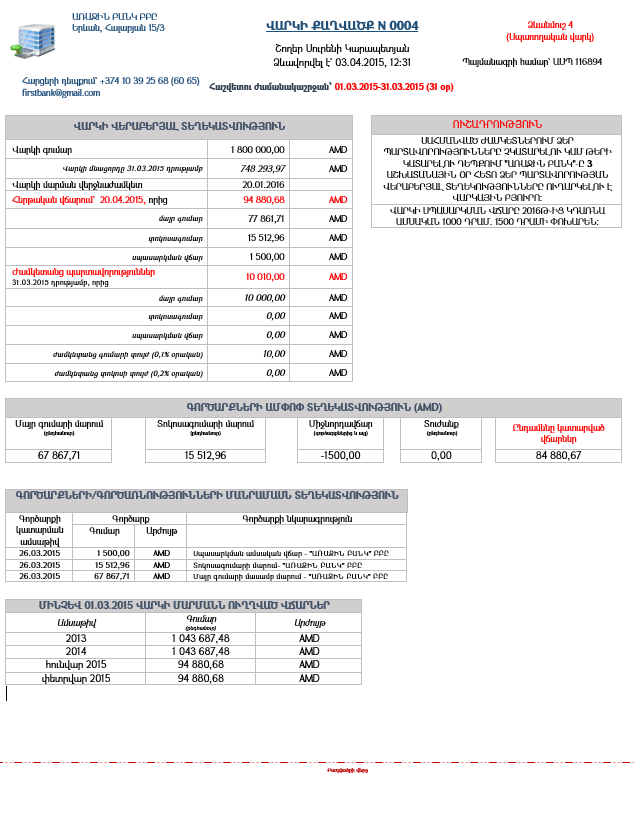 ԱՌԱՋԻՆ ԲԱՆԿ ԲԲԸ
Երևան, Հալաբյան 15/3
Հարցերի դեպքում՝ +374 10 39 25 68 (60 65)
firstbank@gmail.com
ՎԱՐԿԻ ՔԱՂՎԱԾՔ N 0004
Շողեր Սուրենի Կարապետյան
Ձևավորվել է՝ 03.04.2015, 12:31
Հաշվետու ժամանակաշրջան՝ 01.03.2015-31.03.2015 (31 օր)
Ձևանմուշ 4
(Սպառողական վարկ)
Պայմանագրի համար՝ ԱՍՊ 116894
ՎԱՐԿԻ ՎԵՐԱԲԵՐՅԱԼ ՏԵՂԵԿԱՏՎՈՒԹՅՈՒՆ
Վարկի գումար 1 800 000,00 AMD
Վարկի մնացորդը 31.03.2015 դրությամբ 748 293,97 AMD
Վարկի մարման վերջնաժամկետ 20.01.2016
Հերթական վճարում՝ 20.04.2015, որից 94 880,68 AMD
մայր գումար 77 861,71 AMD
տոկոսագումար 15 512,96 AMD
սպասարկման վճար 1 500,00 AMD
Ժամկետանց պարտավորություններ
31.03.2015 դրությամբ, որից 10 010,00 AMD
մայր գումար 10 000,00 AMD
տոկոսագումար 0,00 AMD
սպասարկման վճար 0,00 AMD
ժամկետանց գումարի տույժ (0,1% օրական) 10,00 AMD
ժամկետանց տոկոսի տույժ (0,2% օրական) 0,00 AMD
ՈՒՇԱԴՐՈՒԹՅՈՒՆ
ՍԱՀՄԱՆՎԱԾ ԺԱՄԿԵՏՆԵՐՈՒՄ ՁԵՐ
ՊԱՐՏԱՎՈՐՈՒԹՅՈՒՆՆԵՐԸ ՉԿԱՏԱՐԵԼՈՒ ԿԱՄ ԹԵՐԻ
ԿԱՏԱՐԵԼՈՒ ԴԵՊՔՈՒՄ "ԱՌԱՋԻՆ ԲԱՆԿ"-Ը 3
ԱՇԽԱՏԱՆՔԱՅԻՆ ՕՐ ՀԵՏՈ ՁԵՐ ՊԱՐՏԱՎՈՐՈՒԹՅԱՆ
ՎԵՐԱԲԵՐՅԱԼ ՏԵՂԵԿՈՒԹՅՈՒՆՆԵՐԸ ՈՒՂԱՐԿԵԼՈՒ Է
ՎԱՐԿԱՅԻՆ ԲՅՈՒՐՈ:
ՎԱՐԿԻ ՍՊԱՍԱՐԿՄԱՆ ՎՃԱՐԸ 2016Թ-ԻՑ ԿԴԱՌՆԱ
ԱՄՍԱԿԱՆ 1000 ԴՐԱՄ, 1500 ԴՐԱՄԻ ՓՈԽԱՐԵՆ:
ԳՈՐԾԱՐՔՆԵՐԻ ԱՄՓՈՓ ՏԵՂԵԿԱՏՎՈՒԹՅՈՒՆ (AMD)
Մայր գումարի մարում Տոկոսագումարի մարում Միջնորդավճար Տուժանք Ընդամենը կատարված
(ընդհանուր) (ընդհանուր) (գործարքներից և այլ) (ընդհանուր) վճարներ
67 867,71 15 512,96 -1500,00 0,00 84 880,67
ԳՈՐԾԱՐՔՆԵՐԻ/ԳՈՐԾԱՌՆՈՒԹՅՈՒՆՆԵՐԻ ՄԱՆՐԱՄԱՍՆ ՏԵՂԵԿԱՏՎՈՒԹՅՈՒՆ
Գործարքի կատարման ամսաթիվ Գործարք Գործարքի նկարագրություն
Գումար Արժույթ
26.03.2015 1 500,00 AMD Սպասարկման ամսական վճար - "ԱՌԱՋԻՆ ԲԱՆԿ" ԲԲԸ
26.03.2015 15 512,96 AMD Տոկոսագումարի մարում- "ԱՌԱՋԻՆ ԲԱՆԿ" ԲԲԸ
26.03.2015 67 867,71 AMD Մայր գումարի մասամբ մարում - "ԱՌԱՋԻՆ ԲԱՆԿ" ԲԲԸ
ՄԻՆՉԵՎ 01.03.2015 ՎԱՐԿԻ ՄԱՐՄԱՆՆ ՈՒՂՂՎԱԾ ՎՃԱՐՆԵՐ
Ամսաթիվ Գումար Արժույթ
(ընդհանուր)
2013 1 043 687,48 AMD
2014 1 043 687,48 AMD
հունվար 2015 94 880,68 AMD
փետրվար 2015 94 880,68 AMD
Քաղվածքի վերջ